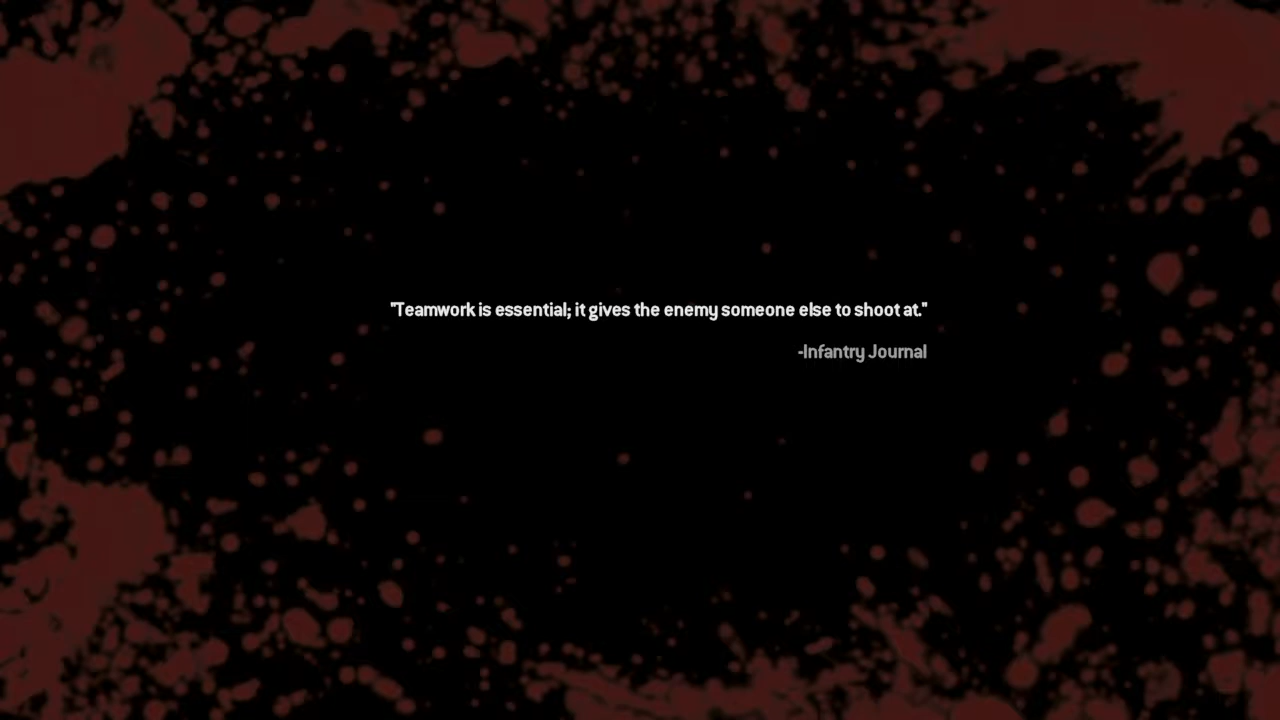 "Teamwork is essential; it gives the enemy someone else to shoot at."
-Infantry Journal